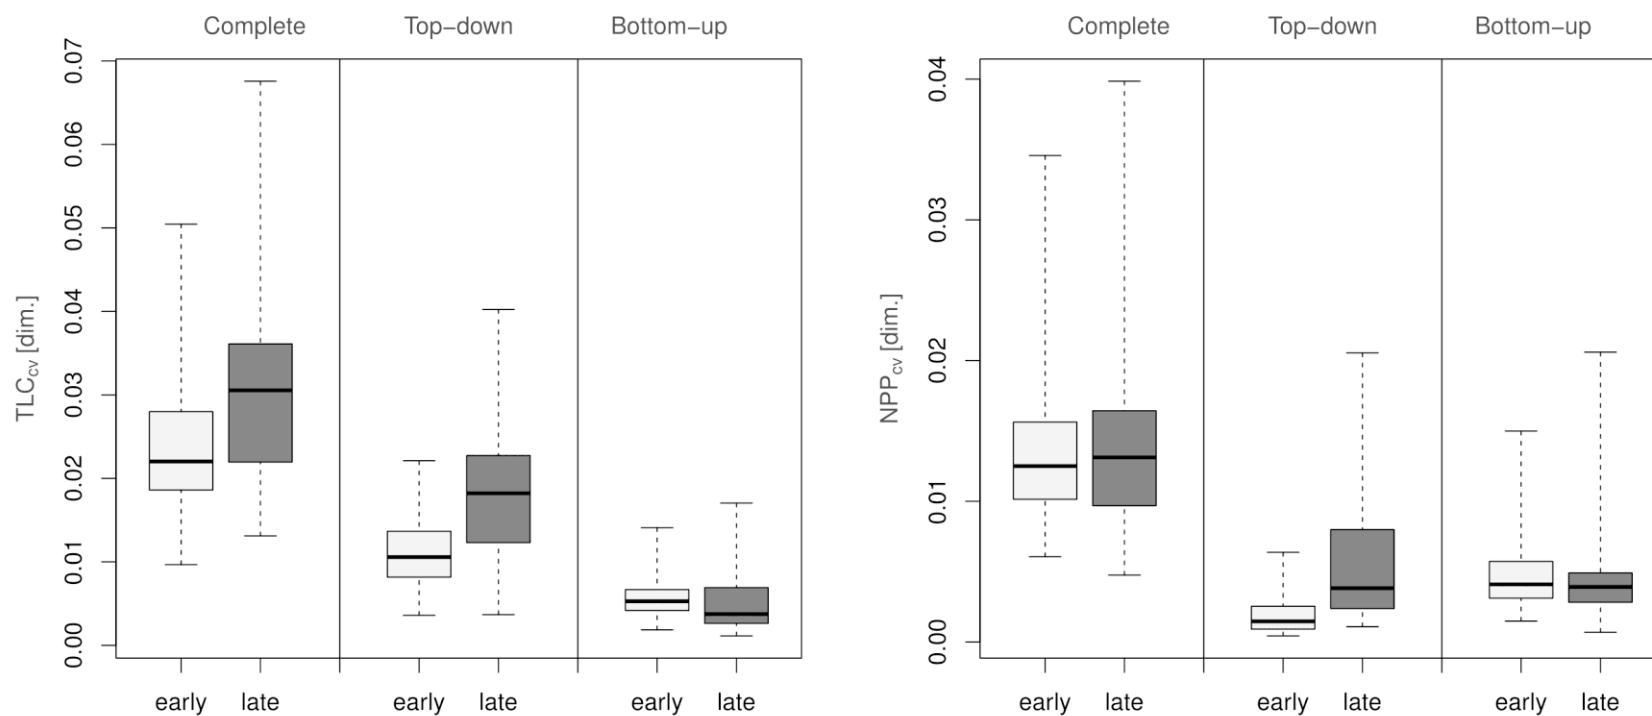 Complete Top−down Bottom−up
TLCcv [dim.]
0.07
0.06
0.05
0.04
0.03
0.02
0.01
0.00
early late early late early late
Complete Top−down Bottom−up
NPPcv [dim.]
0.04
0.03
0.02
0.01
0.00
early late early late early late